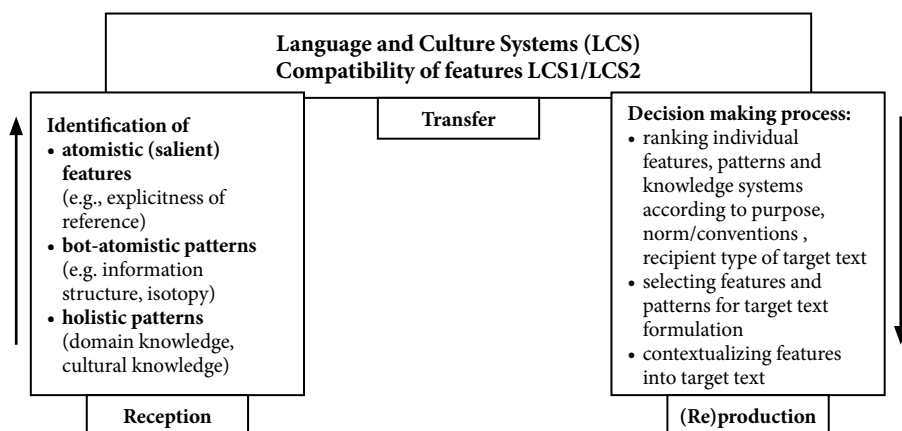 Language and Culture Systems (LCS)
Compatibility of features LCS1/LCS2
Transfer
Identification of
• atomistic (salient)
features
(e.g., explicitness of
reference)
• bot-atomistic patterns
(e.g. information
structure, isotopy)
• holistic patterns
(domain knowledge,
cultural knowledge)
Reception
Decision making process:
• ranking individual
features, patterns and
knowledge systems
according to purpose,
norm/conventions ,
recipient type of target text
• selecting features and
patterns for target text
formulation
• contextualizing features
into target text
(Re)production